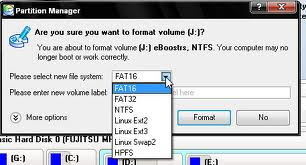 Partition Manager
Are you sure you want to format volume (J:)?
You are about to format volume (J:) eBoostrs, NTFS. Your computer may no longer boot or work correctly.
Please select new file system: FAT16
Please enter new volume label: here
FAT16
FAT32
NTFS
Linux Ext2
Linux Ext3
Linux Swap2
HPFS
More options
Format
No
asic Hard Disk 0 (FUJITSU
(G:)
(C:)
(D:)
(E:)